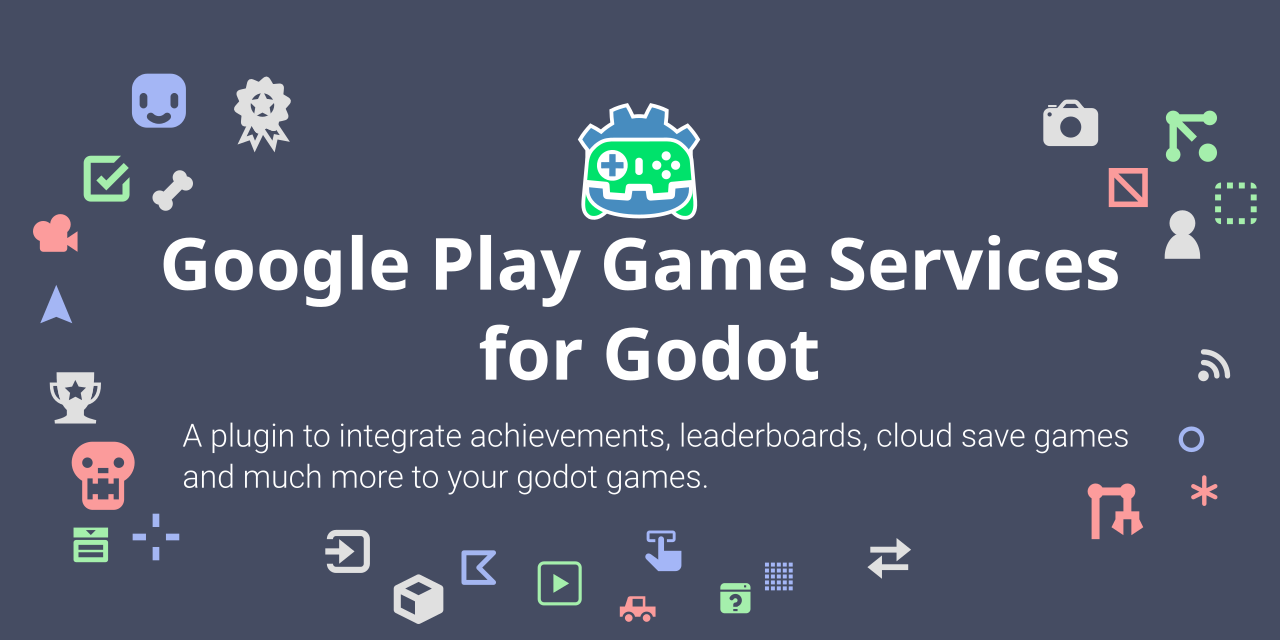 Google Play Game Services
for Godot
A plugin to integrate achievements, leaderboards, cloud save games
and much more to your godot games.
?